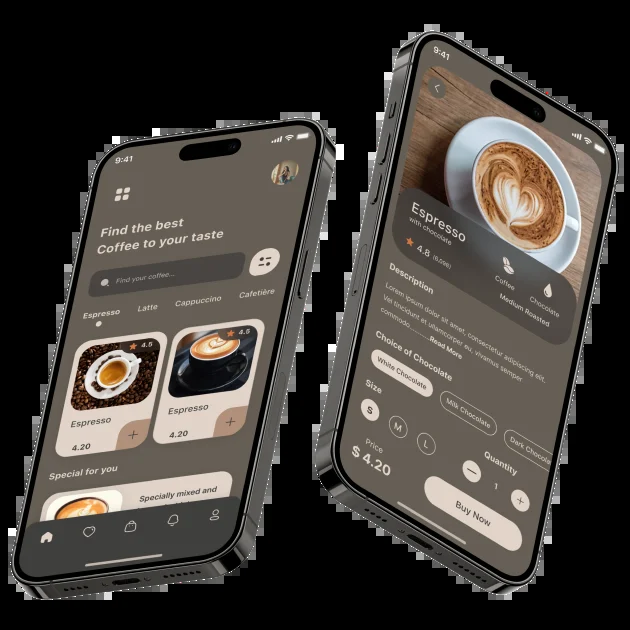 9:41
Find the best
Coffee to your taste
Find your coffee...
Espresso
Latte
Cappuccino
Cafetière
4.5
Espresso
4.20
+
4.5
Espresso
4.20
+
Special for you
Specially mixed and
9:41
Espresso
with chocolate
4.8 (6,098)
Coffee
Chocolate
Medium Roasted
Description
Lorem ipsum dolor sit amet, consectetur adipiscing elit.
Vel tincidunt et ullamcorper eu, vivamus semper
commodo.......Read More
Choice of Chocolate
White Chocolate
Milk Chocolate
Dark Chocola
Size
S
M
L
Quantity
1
+
Price
$ 4.20
Buy Now